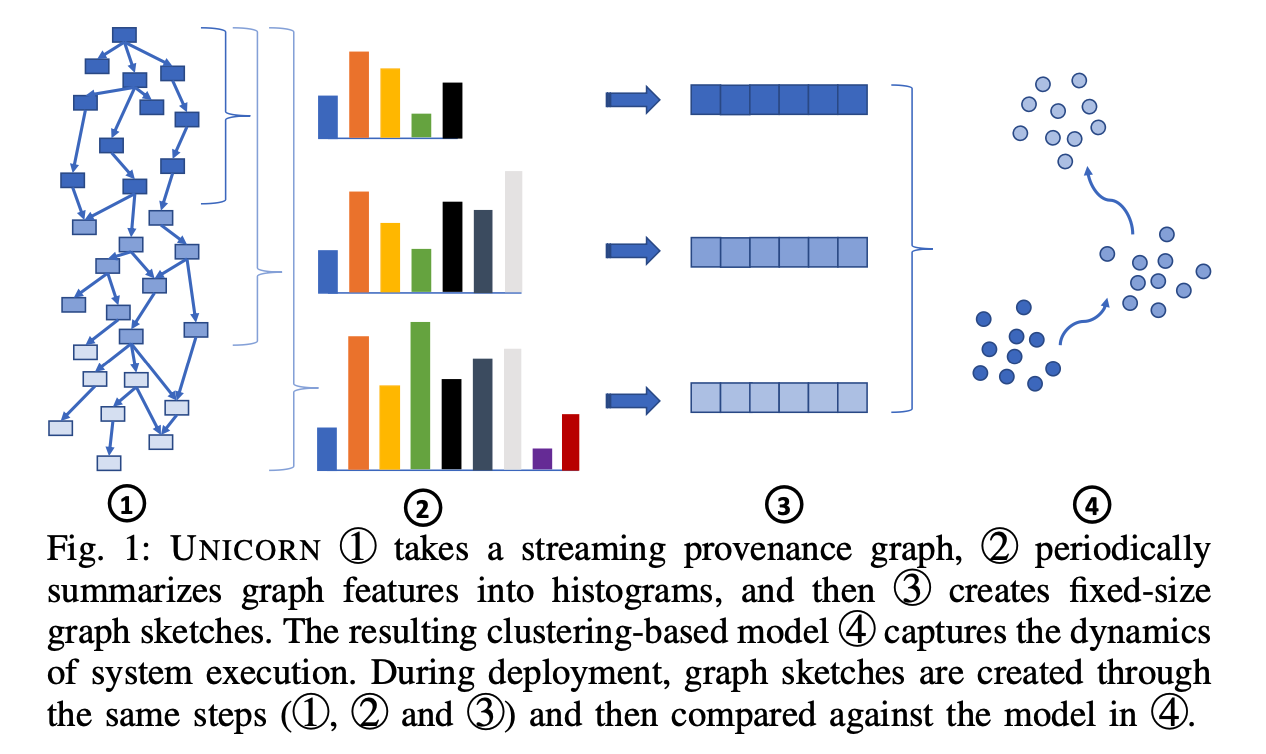 ① ② ③ ④
Fig. 1: UNICORN ① takes a streaming provenance graph, ② periodically
summarizes graph features into histograms, and then ③ creates fixed-size
graph sketches. The resulting clustering-based model ④ captures the dynamics
of system execution. During deployment, graph sketches are created through
the same steps (①, ② and ③) and then compared against the model in ④.